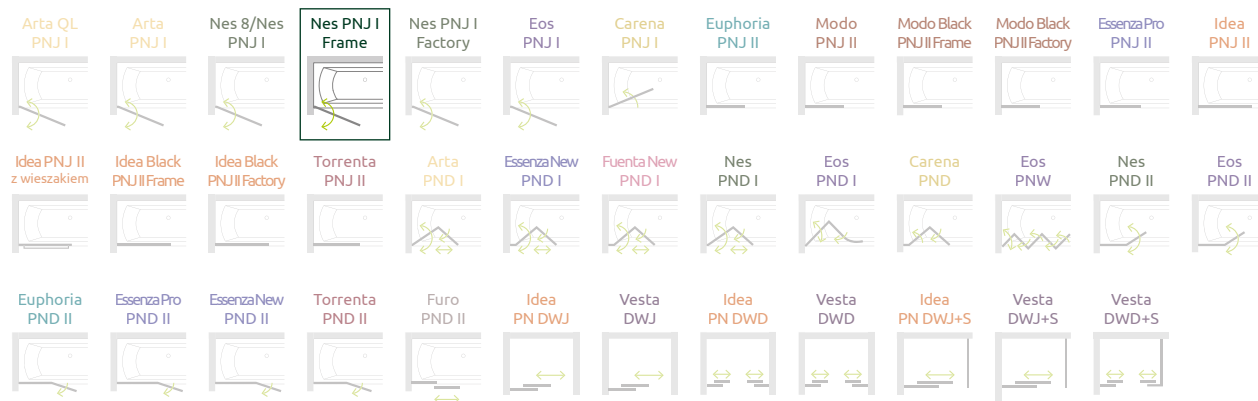 Arta QL
PNJ I
Arta
PNJ I
Nes 8/Nes
PNJ I
Nes PNJ I
Frame
Nes PNJ I
Factory
Eos
PNJ I
Carena
PNJ I
Euphoria
PNJ II
Modo
PNJ II
Modo Black
PNJ II Frame
Modo Black
PNJ II Factory
Essenza Pro
PNJ II
Idea
PNJ II
Idea PNJ II
z wieszakiem
Idea Black
PNJ II Frame
Idea Black
PNJ II Factory
Torrenta
PNJ II
Arta
PND I
Essenza New
PND I
Fuenta New
PND I
Nes
PND I
Eos
PND I
Carena
PND
Eos
PNW
Nes
PND II
Eos
PND II
Euphoria
PND II
Essenza Pro
PND II
Essenza New
PND II
Torrenta
PND II
Furo
PND II
Idea
PN DWJ
Vesta
DWJ
Idea
PN DWD
Vesta
DWD
Idea
PN DWJ+S
Vesta
DWJ+S
Vesta
DWD+S